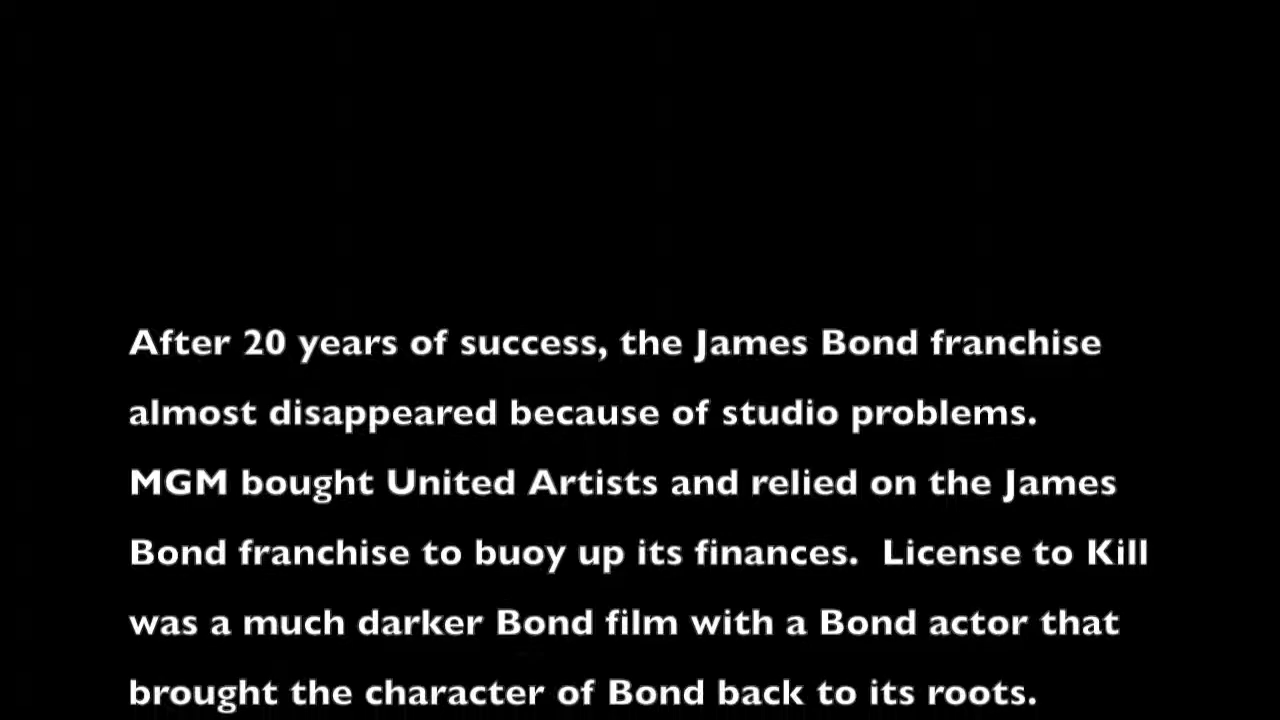 After 20 years of success, the James Bond franchise
almost disappeared because of studio problems.
MGM bought United Artists and relied on the James
Bond franchise to buoy up its finances.  License to Kill
was a much darker Bond film with a Bond actor that
brought the character of Bond back to its roots.